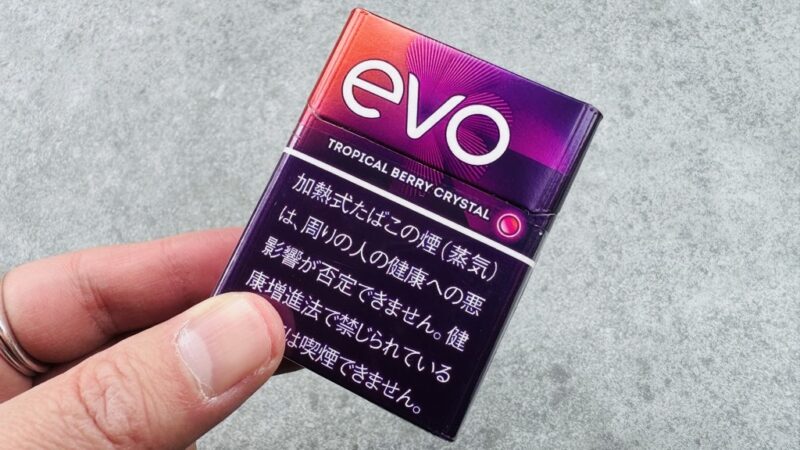 evo
TROPICAL BERRY CRYSTAL
加熱式たばこの煙（蒸気）
は、周りの人の健康への悪
影響が否定できません。健
康増進法で禁じられている
は喫煙できません。